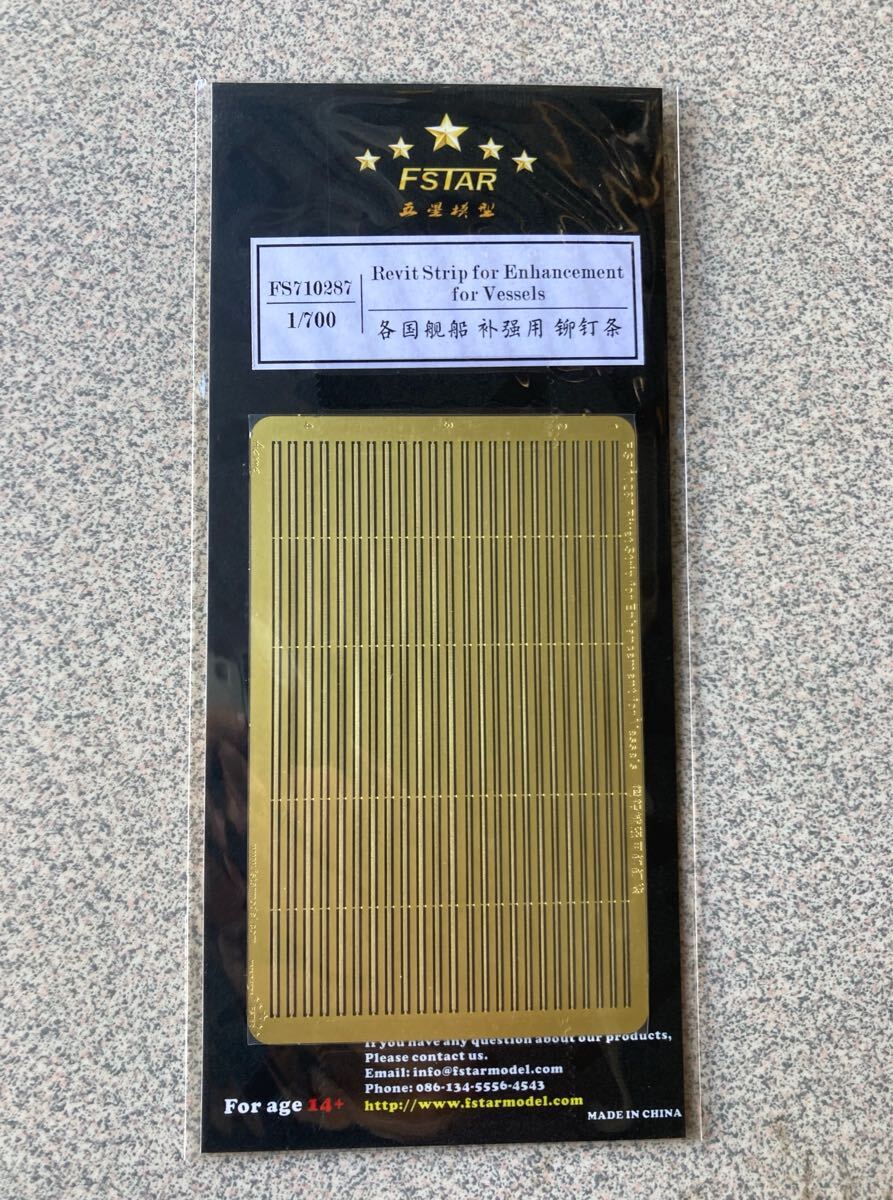 FSTAR
五星模型
FS710287
1/700
Revit Strip for Enhancement
for Vessels
各国舰船 补强用 铆钉条
If you have any question about our products,
Please contact us.
Email: info@fstarmodel.com
Phone: 086-134-5556-4543
For age 14+
http://www.fstarmodel.com
MADE IN CHINA